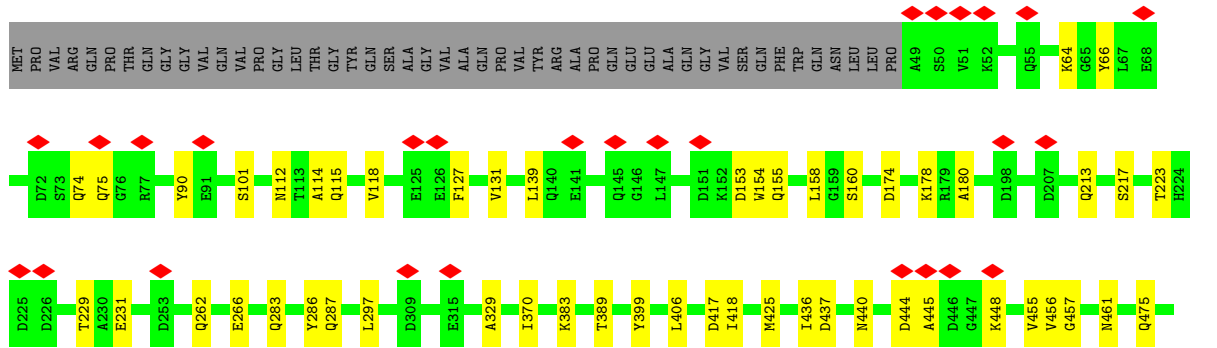 MET PRO VAL ARG GLN PRO THR GLN GLY GLY VAL GLN VAL PRO GLY LEU THR GLY TYR GLN SER ALA GLY VAL ALA GLN PRO VAL TYR ARG ALA PRO GLN GLU GLU ALA GLN GLY VAL SER GLN PHE TRP GLN ASN LEU LEU PRO A49 S50 V51 K52 Q55 K64 G65 Y66 L67 E68
D72 S73 Q74 Q75 G76 R77 Y90 E91 S101 N112 T113 A114 Q115 V118 E125 E126 F127 V131 L139 Q140 E141 Q145 G146 L147 D151 K152 D153 W154 Q155 L158 G159 S160 D174 K178 R179 A180 D198 D207 Q213 S217 T223 H224
D225 D226 T229 A230 E231 D253 Q262 E266 Q283 Y286 Q287 L297 D309 E315 A329 I370 K383 T389 Y399 L406 D417 I418 M425 I436 D437 N440 D444 A445 D446 G447 K448 V455 V456 G457 N461 Q475